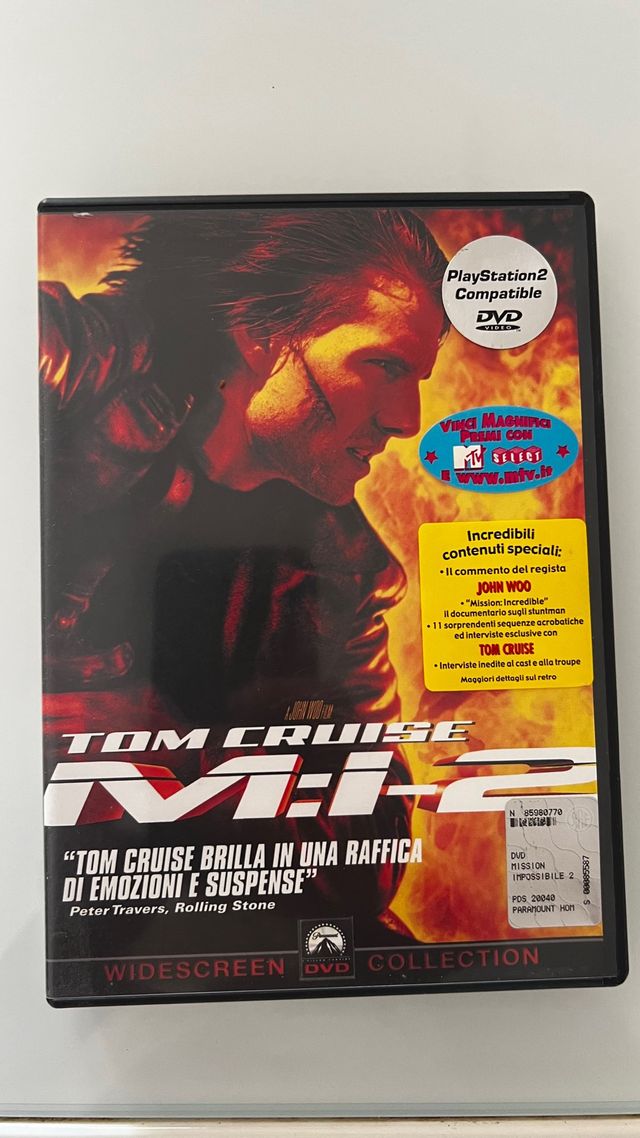 PlayStation2
Compatible
DVD
VIDEO
VINCI MAGNIFICI
PREMI CON
MTV SELECT
E www.mtv.it
Incredibili
contenuti speciali:
• Il commento del regista
JOHN WOO
• "Mission: Incredible"
il documentario sugli stuntman
• 11 sorprendenti sequenze acrobatiche
ed interviste esclusive con
TOM CRUISE
• Interviste inedite al cast e alla troupe
Maggiori dettagli sul retro
A JOHN WOO FILM
TOM CRUISE
M:I-2
"TOM CRUISE BRILLA IN UNA RAFFICA
DI EMOZIONI E SUSPENSE"
Peter Travers, Rolling Stone
N 85980770
DVD
MISSION
IMPOSSIBILE 2
PDS 20040
PARAMOUNT HOM
S 00085587
Paramount
WIDESCREEN DVD COLLECTION